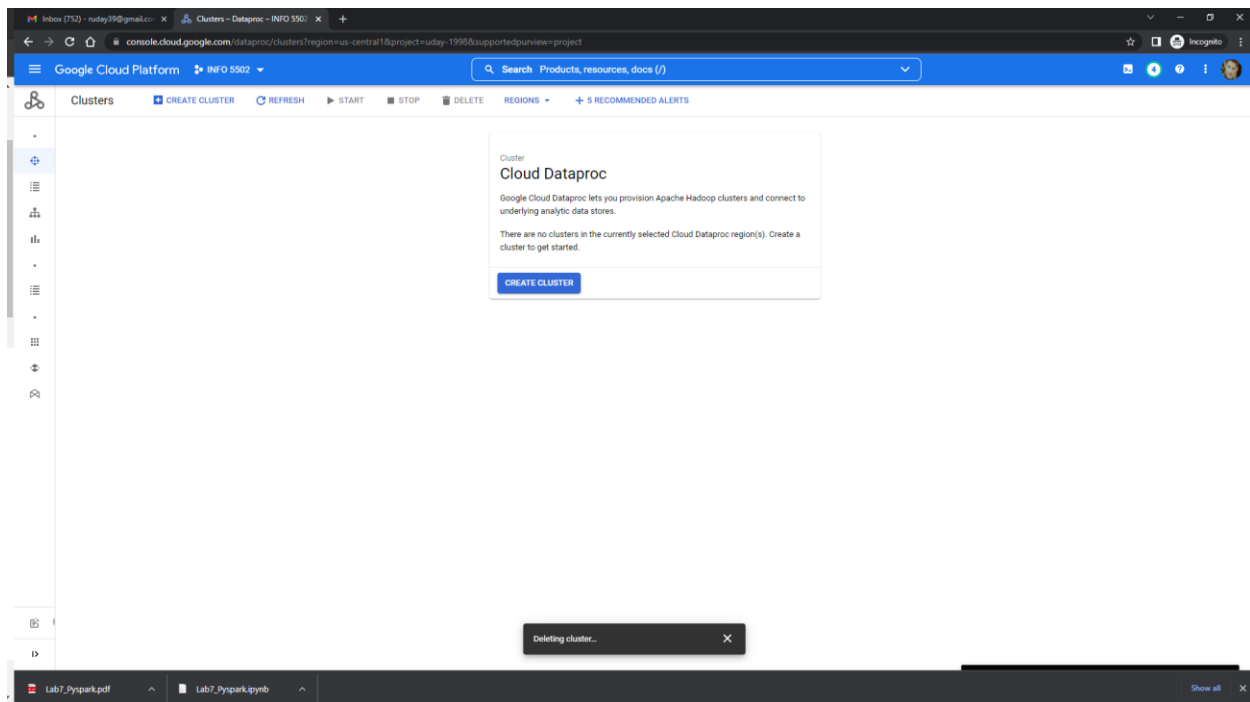 Inbox (752) - ruday39@gmail.co
Clusters – Dataproc – INFO 5502
console.cloud.google.com/dataproc/clusters?region=us-central1&project=uday-1998&supportedpurview=project
Incognito
Google Cloud Platform
INFO 5502
Search Products, resources, docs (/)
4
Clusters
CREATE CLUSTER
REFRESH
START
STOP
DELETE
REGIONS
+ 5 RECOMMENDED ALERTS
Cluster
Cloud Dataproc
Google Cloud Dataproc lets you provision Apache Hadoop clusters and connect to
underlying analytic data stores.
There are no clusters in the currently selected Cloud Dataproc region(s). Create a
cluster to get started.
CREATE CLUSTER
Deleting cluster...
Lab7_Pyspark.pdf
Lab7_Pyspark.ipynb
Show all